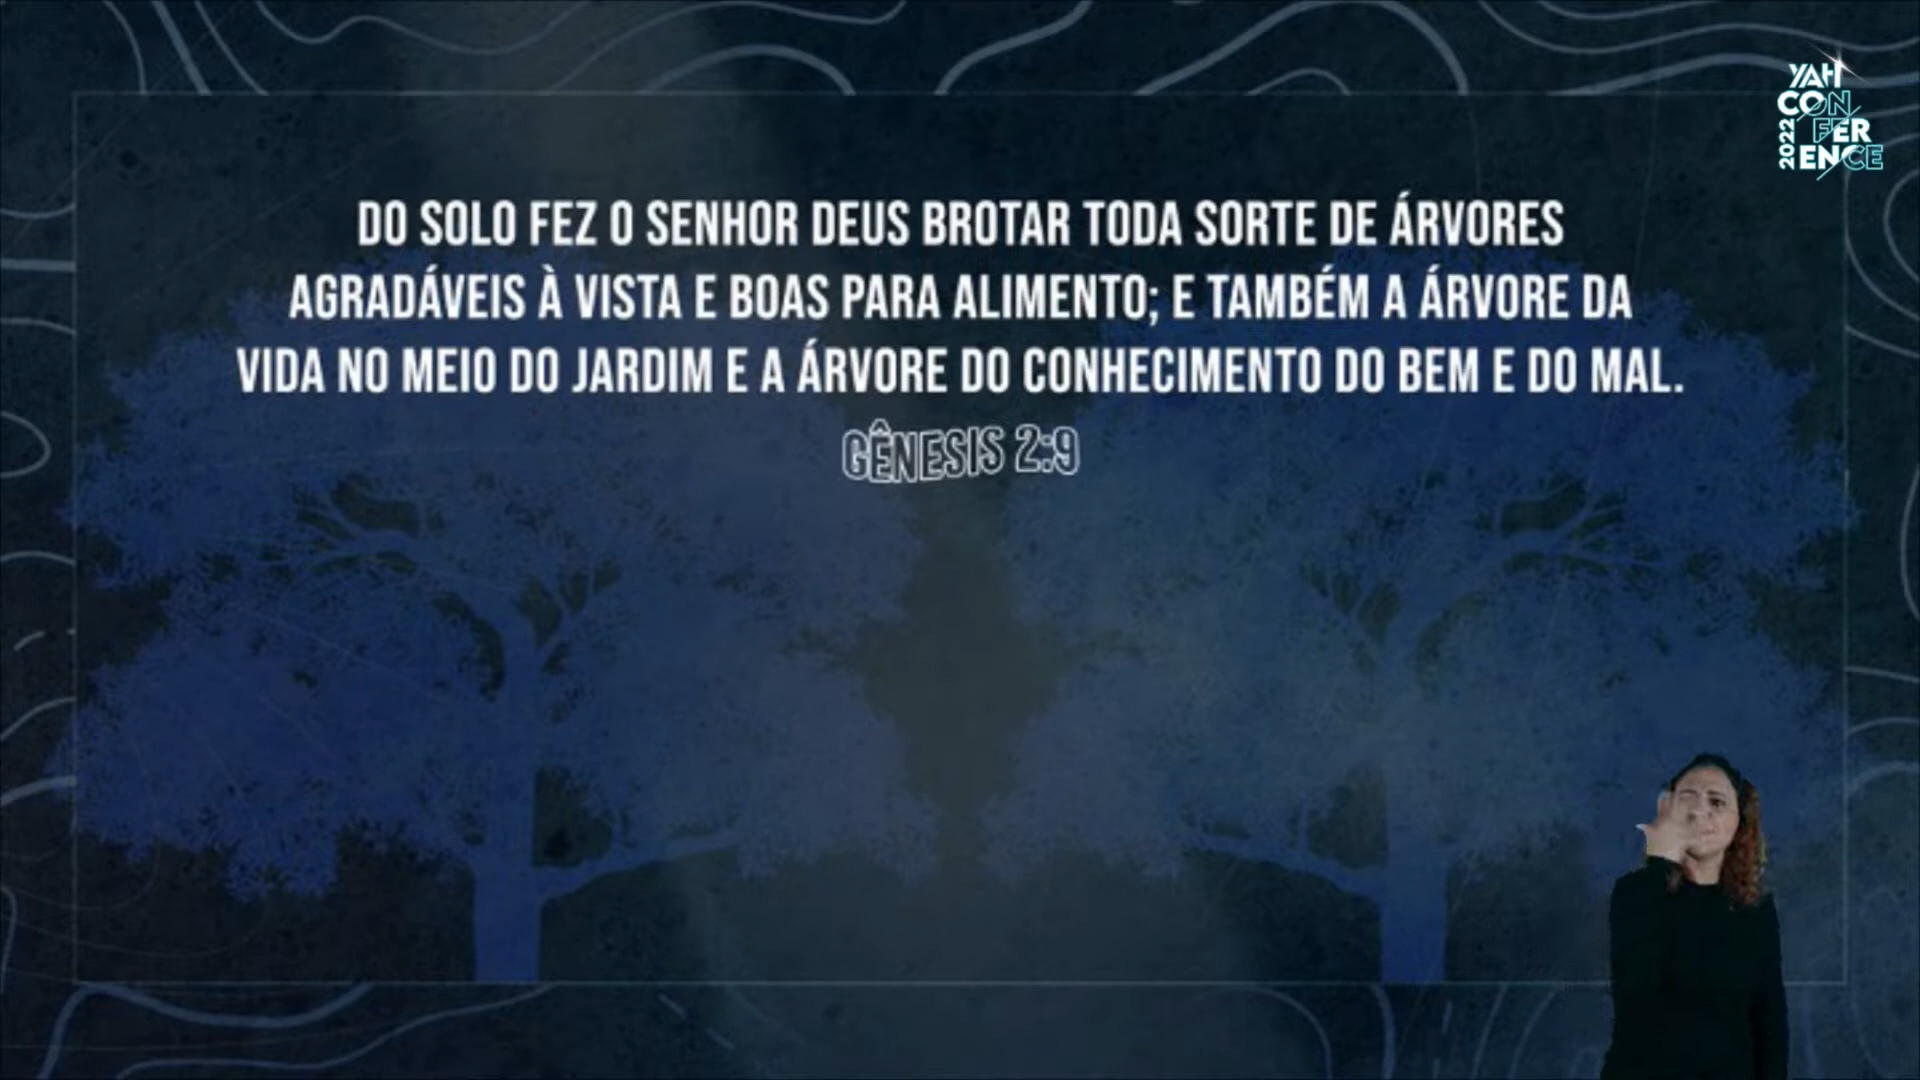 DO SOLO FEZ O SENHOR DEUS BROTAR TODA SORTE DE ÁRVORES
AGRADÁVEIS À VISTA E BOAS PARA ALIMENTO; E TAMBÉM A ÁRVORE DA
VIDA NO MEIO DO JARDIM E A ÁRVORE DO CONHECIMENTO DO BEM E DO MAL.
GÊNESIS 2:9
YAH
CON
FER
ENCE
2022